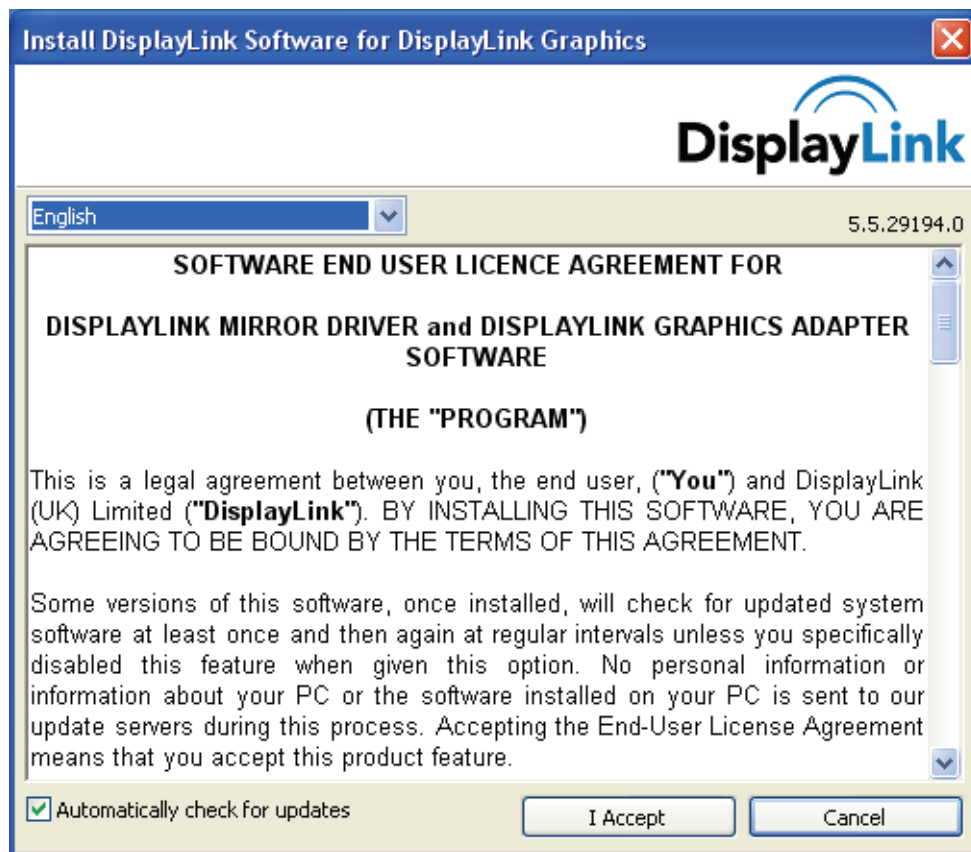 Install DisplayLink Software for DisplayLink Graphics
DisplayLink
English
5.5.29194.0
SOFTWARE END USER LICENCE AGREEMENT FOR
DISPLAYLINK MIRROR DRIVER and DISPLAYLINK GRAPHICS ADAPTER
SOFTWARE
(THE "PROGRAM")
This is a legal agreement between you, the end user, ("You") and DisplayLink
(UK) Limited ("DisplayLink"). BY INSTALLING THIS SOFTWARE, YOU ARE
AGREEING TO BE BOUND BY THE TERMS OF THIS AGREEMENT.
Some versions of this software, once installed, will check for updated system
software at least once and then again at regular intervals unless you specifically
disabled this feature when given this option. No personal information or
information about your PC or the software installed on your PC is sent to our
update servers during this process. Accepting the End-User License Agreement
means that you accept this product feature.
Automatically check for updates
I Accept
Cancel